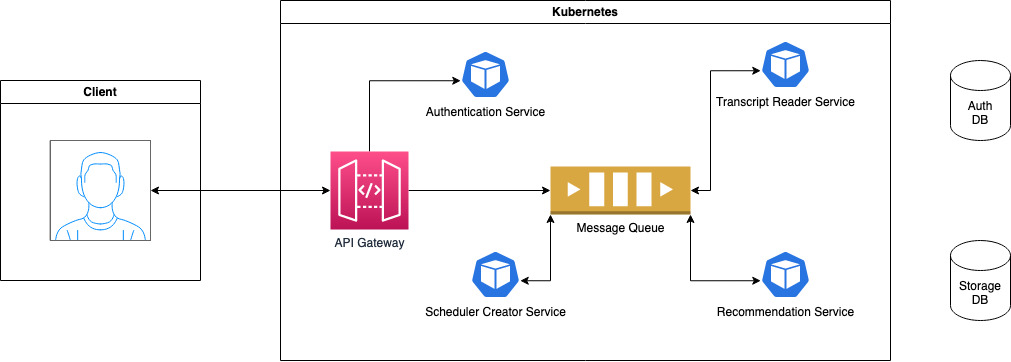 Kubernetes
Client
Authentication Service
Transcript Reader Service
Auth
DB
</>
API Gateway
Message Queue
Scheduler Creator Service
Recommendation Service
Storage
DB